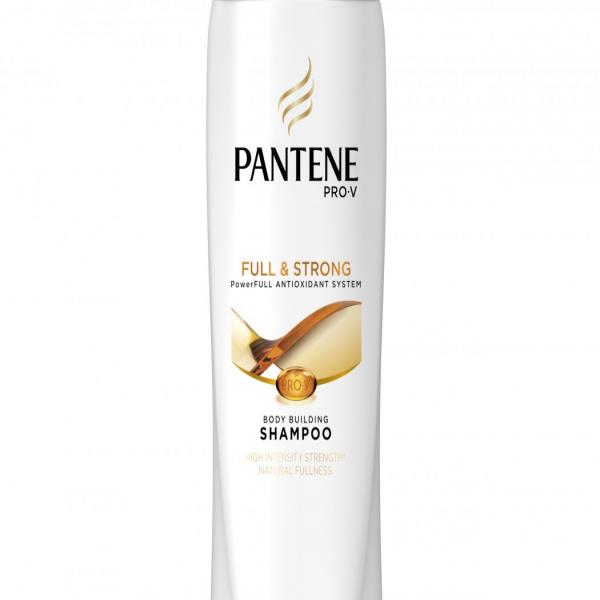 PANTENE
PRO·V
FULL & STRONG
PowerFULL ANTIOXIDANT SYSTEM
PRO-V
BODY BUILDING
SHAMPOO
HIGH INTENSITY STRENGTH.
NATURAL FULLNESS.